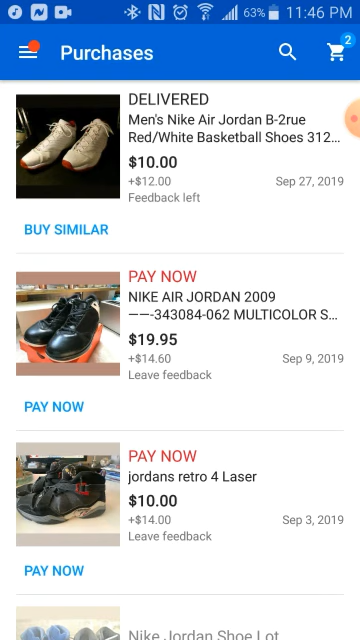 63% 11:46 PM
Purchases
2
DELIVERED
Men's Nike Air Jordan B-2rue
Red/White Basketball Shoes 312...
$10.00
+$12.00 Sep 27, 2019
Feedback left
BUY SIMILAR
PAY NOW
NIKE AIR JORDAN 2009
——-343084-062 MULTICOLOR S...
$19.95
+$14.60 Sep 9, 2019
Leave feedback
PAY NOW
PAY NOW
jordans retro 4 Laser
$10.00
+$14.00 Sep 3, 2019
Leave feedback
PAY NOW
Nike Jordan Shoe Lot